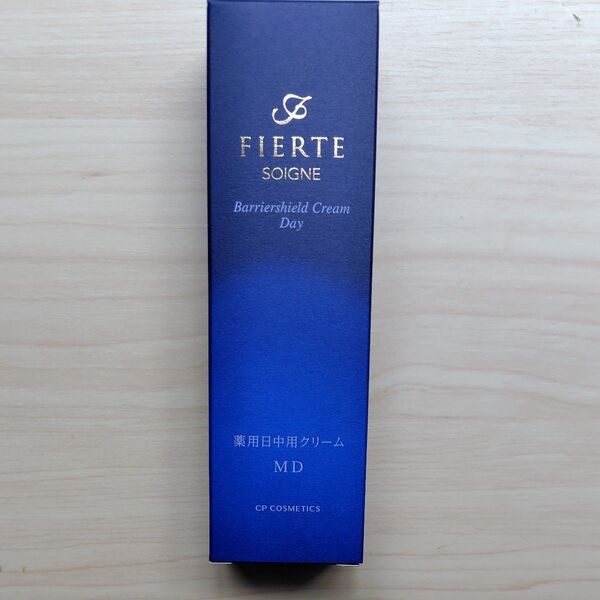 FIERTE
SOIGNE
Barriershield Cream
Day
薬用日中用クリーム
MD
CP COSMETICS